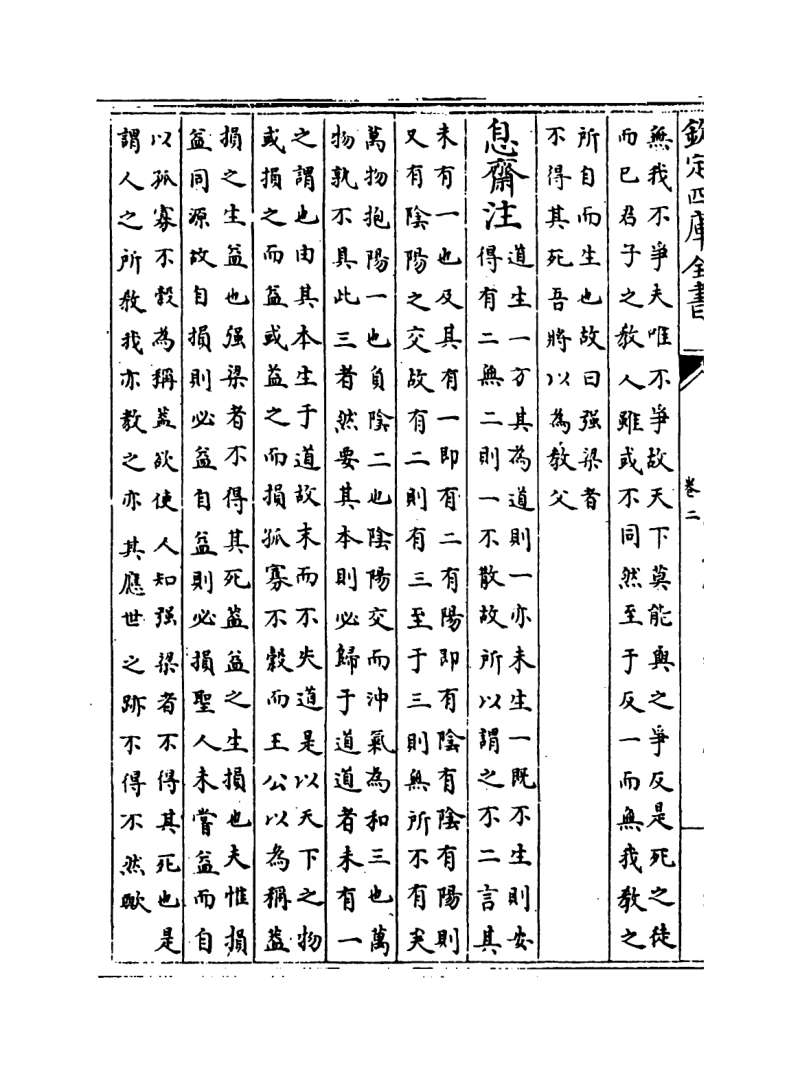 欽定四庫全書
卷二
無我不爭夫唯不爭故天下莫能與之爭反是死之徒
而已君子之教人雖或不同然至于反一而無我教之
所自而生也故曰强梁者
不得其死吾將以為教父
息齋注
道生一方其為道則一亦未生一既不生則安
得有二無二則一不散故所以謂之不二言其
未有一也及其有一即有二有陽即有陰有陰有陽則
又有陰陽之交故有二則有三至于三則無所不有矣
萬物抱陽一也負陰二也陰陽交而沖氣為和三也萬
物孰不具此三者然要其本則必歸于道道者未有一
之謂也由其本生于道故末而不失道是以天下之物
或損之而益或益之而損孤寡不穀而王公以為稱益
損之生益也强梁者不得其死益益之生損也夫惟損
益同源故自損則必益自益則必損聖人未嘗益而自
以孤寡不穀為稱蓋欲使人知强梁者不得其死也是
謂人之所教我亦教之亦其應世之跡不得不然歟